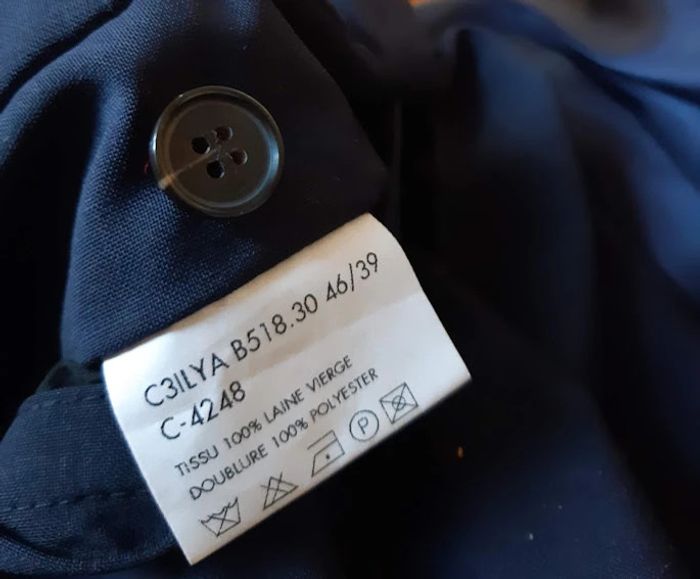 C3ILYA B518.30 46/39
C-4248
TISSU 100% LAINE VIERGE
DOUBLURE 100% POLYESTER
P